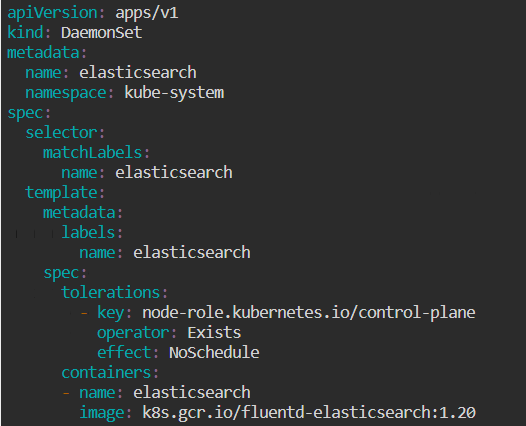 apiVersion: apps/v1
kind: DaemonSet
metadata:
  name: elasticsearch
  namespace: kube-system
spec:
  selector:
    matchLabels:
      name: elasticsearch
  template:
    metadata:
      labels:
        name: elasticsearch
    spec:
      tolerations:
        - key: node-role.kubernetes.io/control-plane
          operator: Exists
          effect: NoSchedule
      containers:
      - name: elasticsearch
        image: k8s.gcr.io/fluentd-elasticsearch:1.20